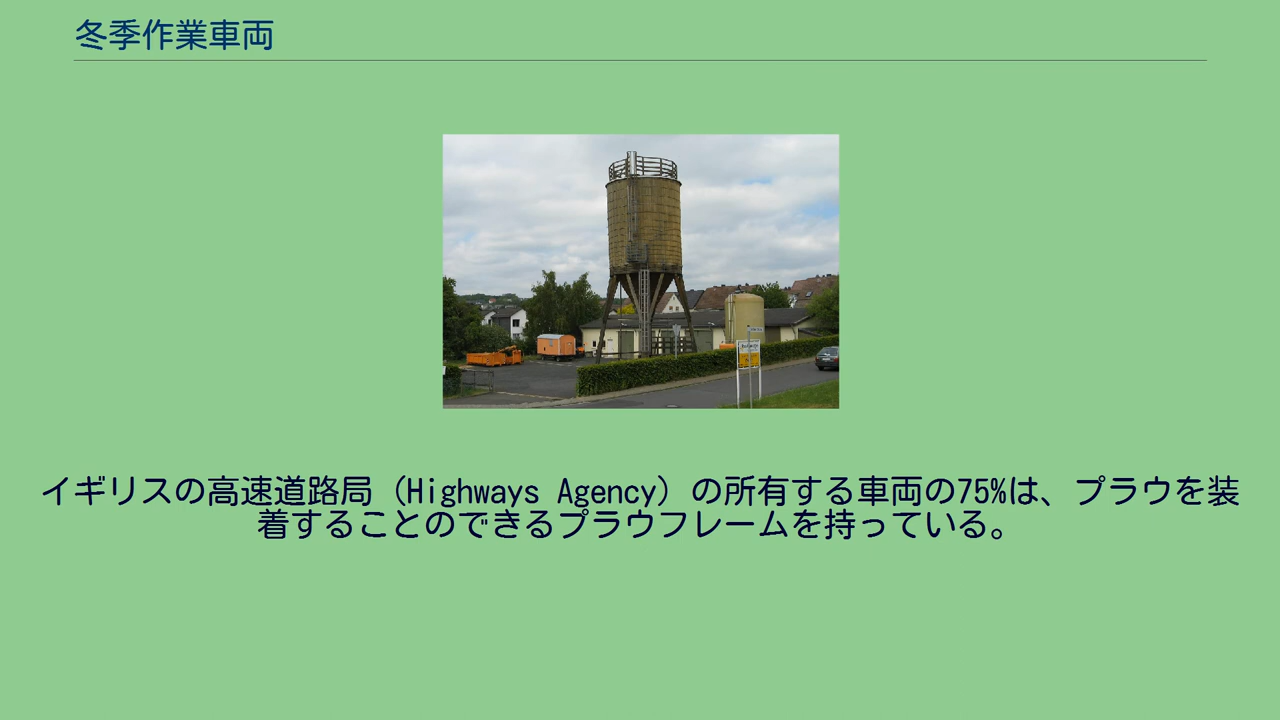 冬季作業車両
イギリスの高速道路局（Highways Agency）の所有する車両の75%は、プラウを装
着することのできるプラウフレームを持っている。